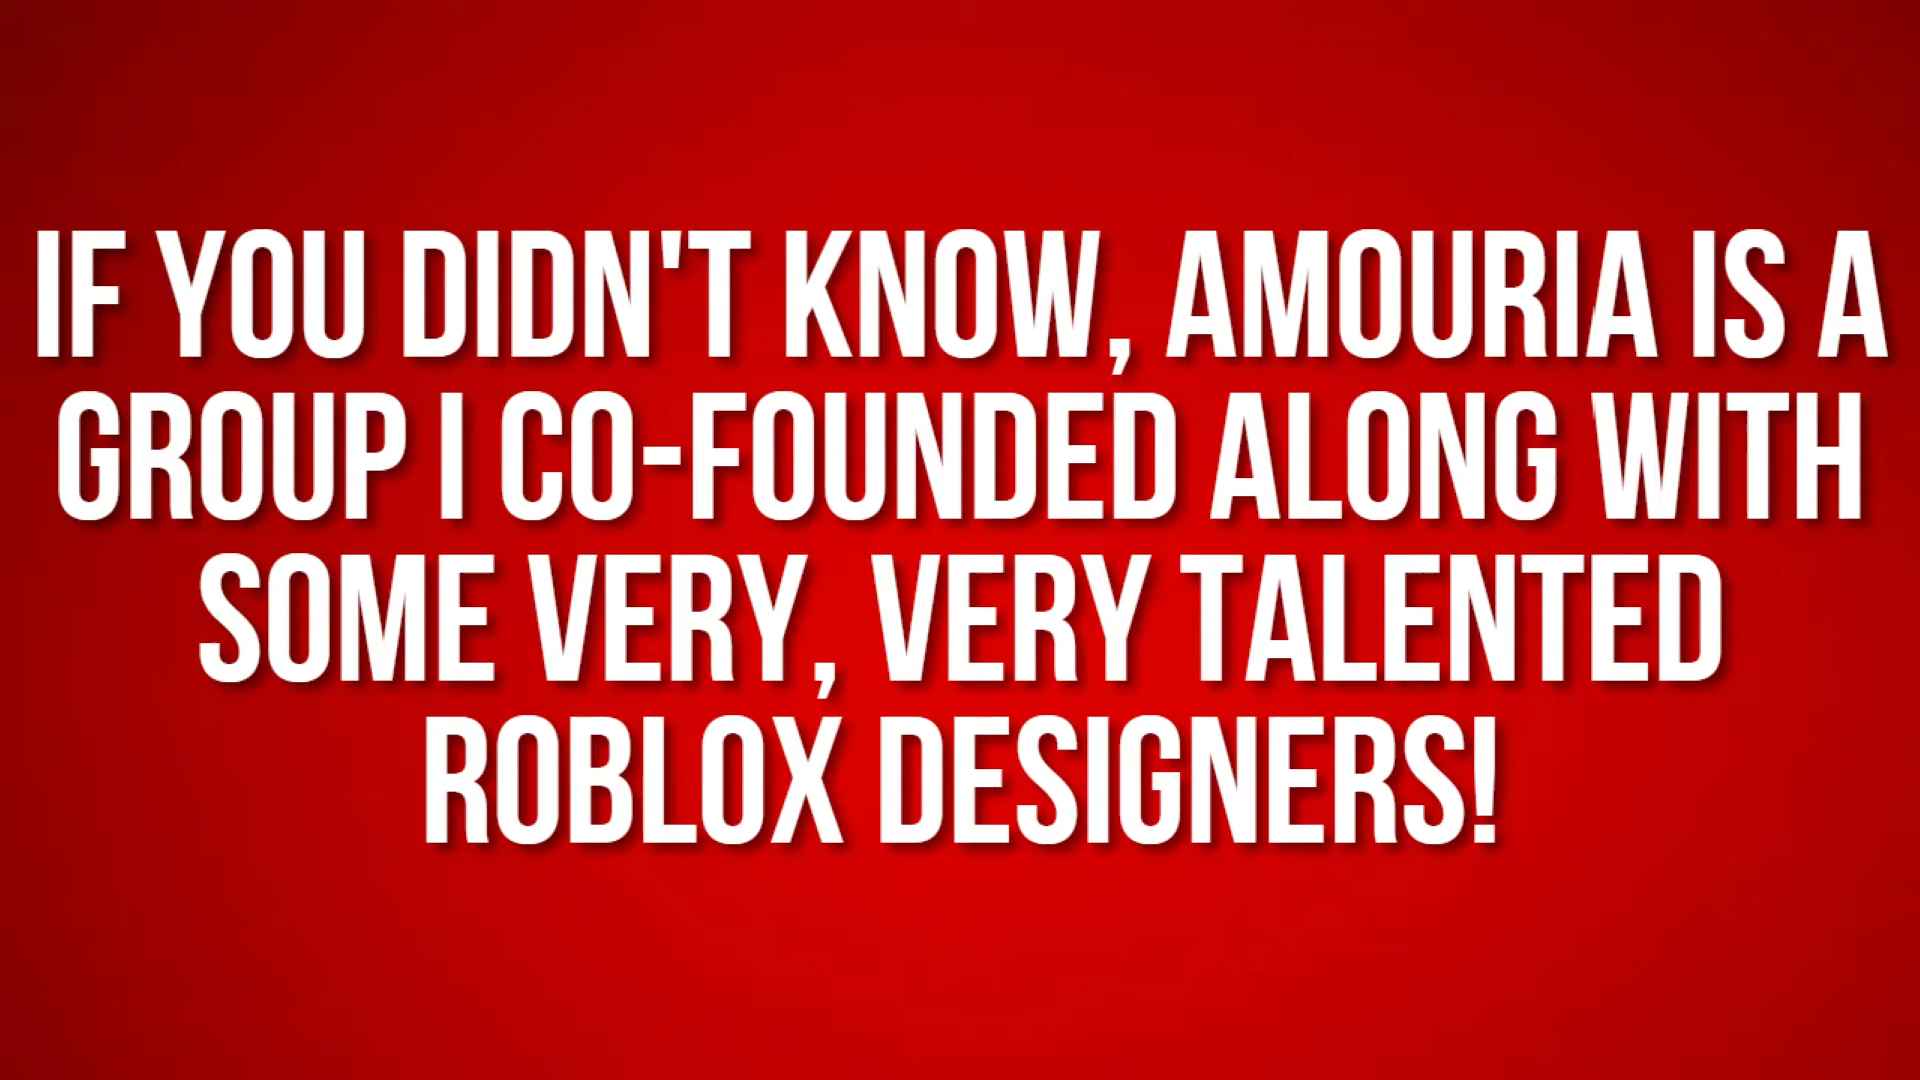 IF YOU DIDN'T KNOW, AMOURIA IS A
GROUP I CO-FOUNDED ALONG WITH
SOME VERY, VERY TALENTED
ROBLOX DESIGNERS!